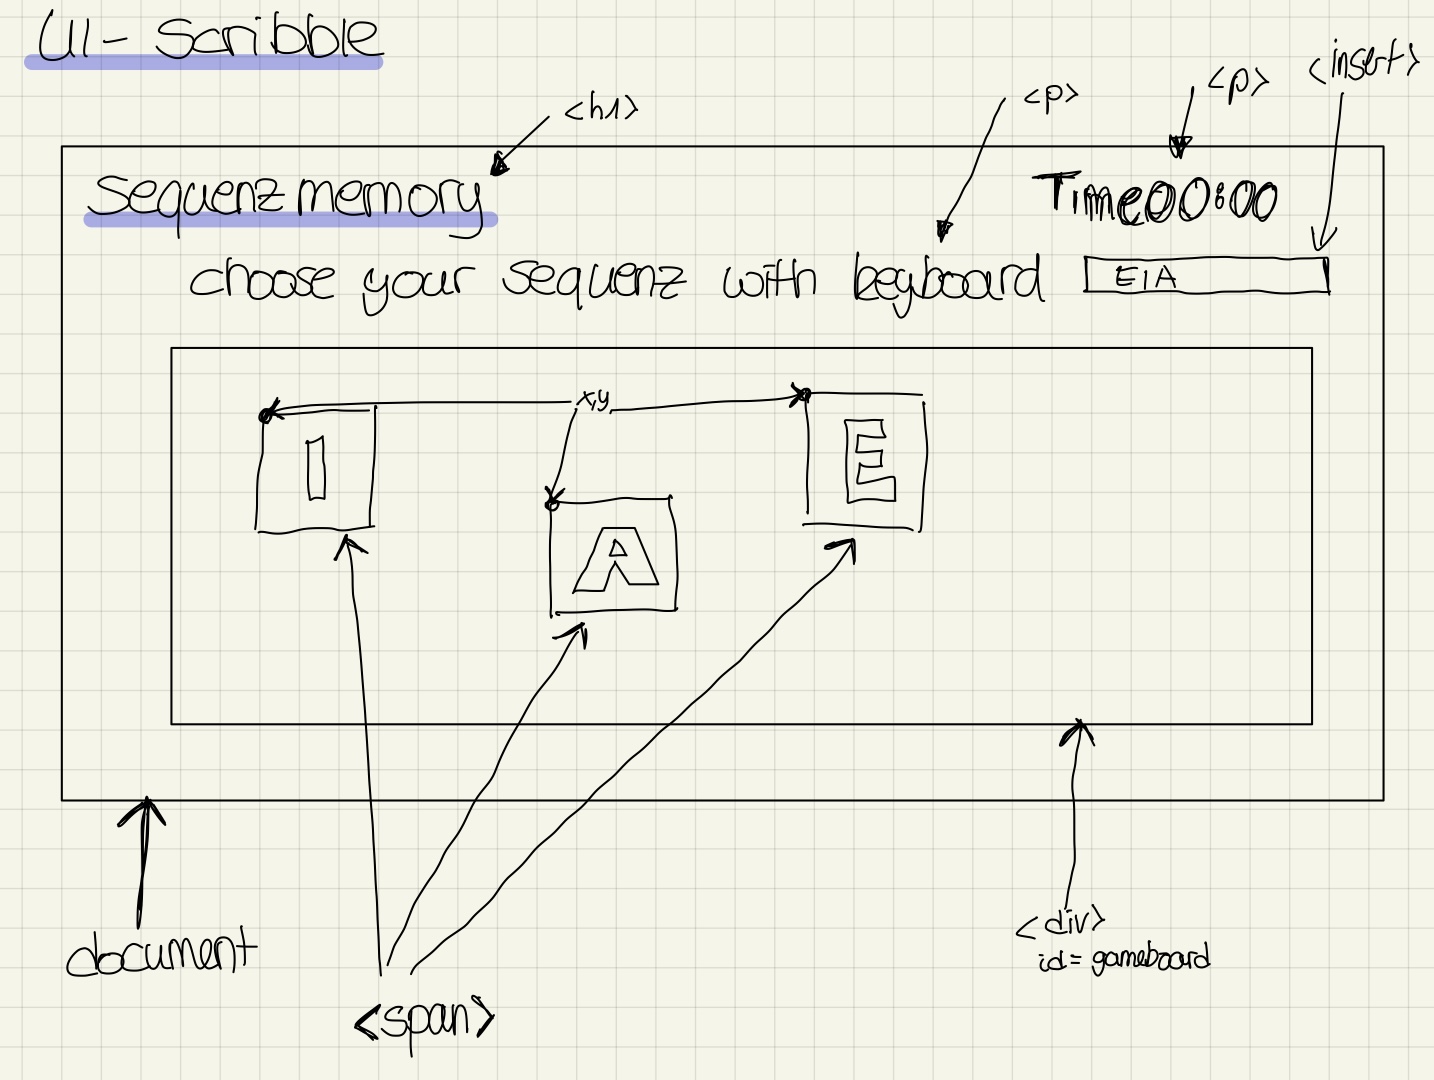 UI - Scribble
<h1>
<p>
<p>
<insert>
Sequenz memory
Time 00:00
choose your sequenz with keyboard
EIA
x,y
I
A
E
document
<span>
<div>
id = gameboard